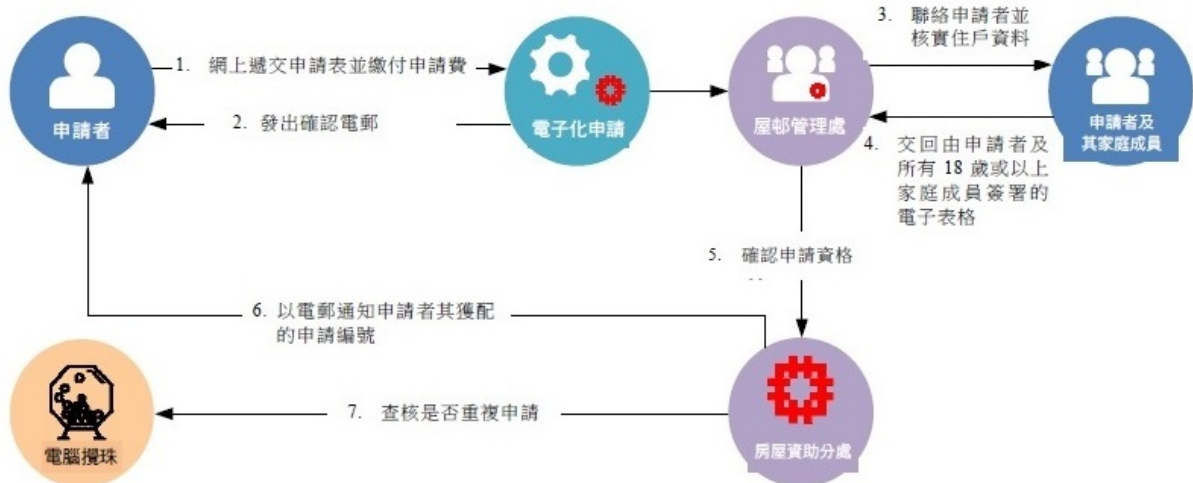 3. 聯絡申請者並
核實住戶資料
1. 網上遞交申請表並繳付申請費
2. 發出確認電郵
申請者
電子化申請
屋邨管理處
申請者及
其家庭成員
4. 交回由申請者及
所有 18 歲或以上
家庭成員簽署的
電子表格
5. 確認申請資格
6. 以電郵通知申請者其獲配
的申請編號
7. 查核是否重複申請
電腦攪珠
房屋資助分處